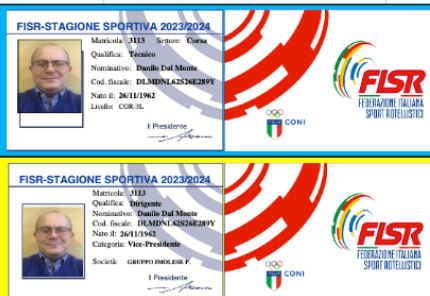 FISR-STAGIONE SPORTIVA 2023/2024
Matricola: 3113 Settore: Corsa
Qualifica: Tecnico
Nominativo: Danilo Dal Monte
Cod. fiscale: DLMDNL62S26E289Y
Nato il: 26/11/1962
Livello: COR-3L
Il Presidente
ITALIA
CONI
FISR
FEDERAZIONE ITALIANA
SPORT ROTELLISTICI
FISR-STAGIONE SPORTIVA 2023/2024
Matricola: 3113
Qualifica: Dirigente
Nominativo: Danilo Dal Monte
Cod. fiscale: DLMDNL62S26E289Y
Nato il: 26/11/1962
Categoria: Vice-Presidente
Società: GRUPPO IMOLESE P.
Il Presidente
ITALIA
CONI
FISR
FEDERAZIONE ITALIANA
SPORT ROTELLISTICI